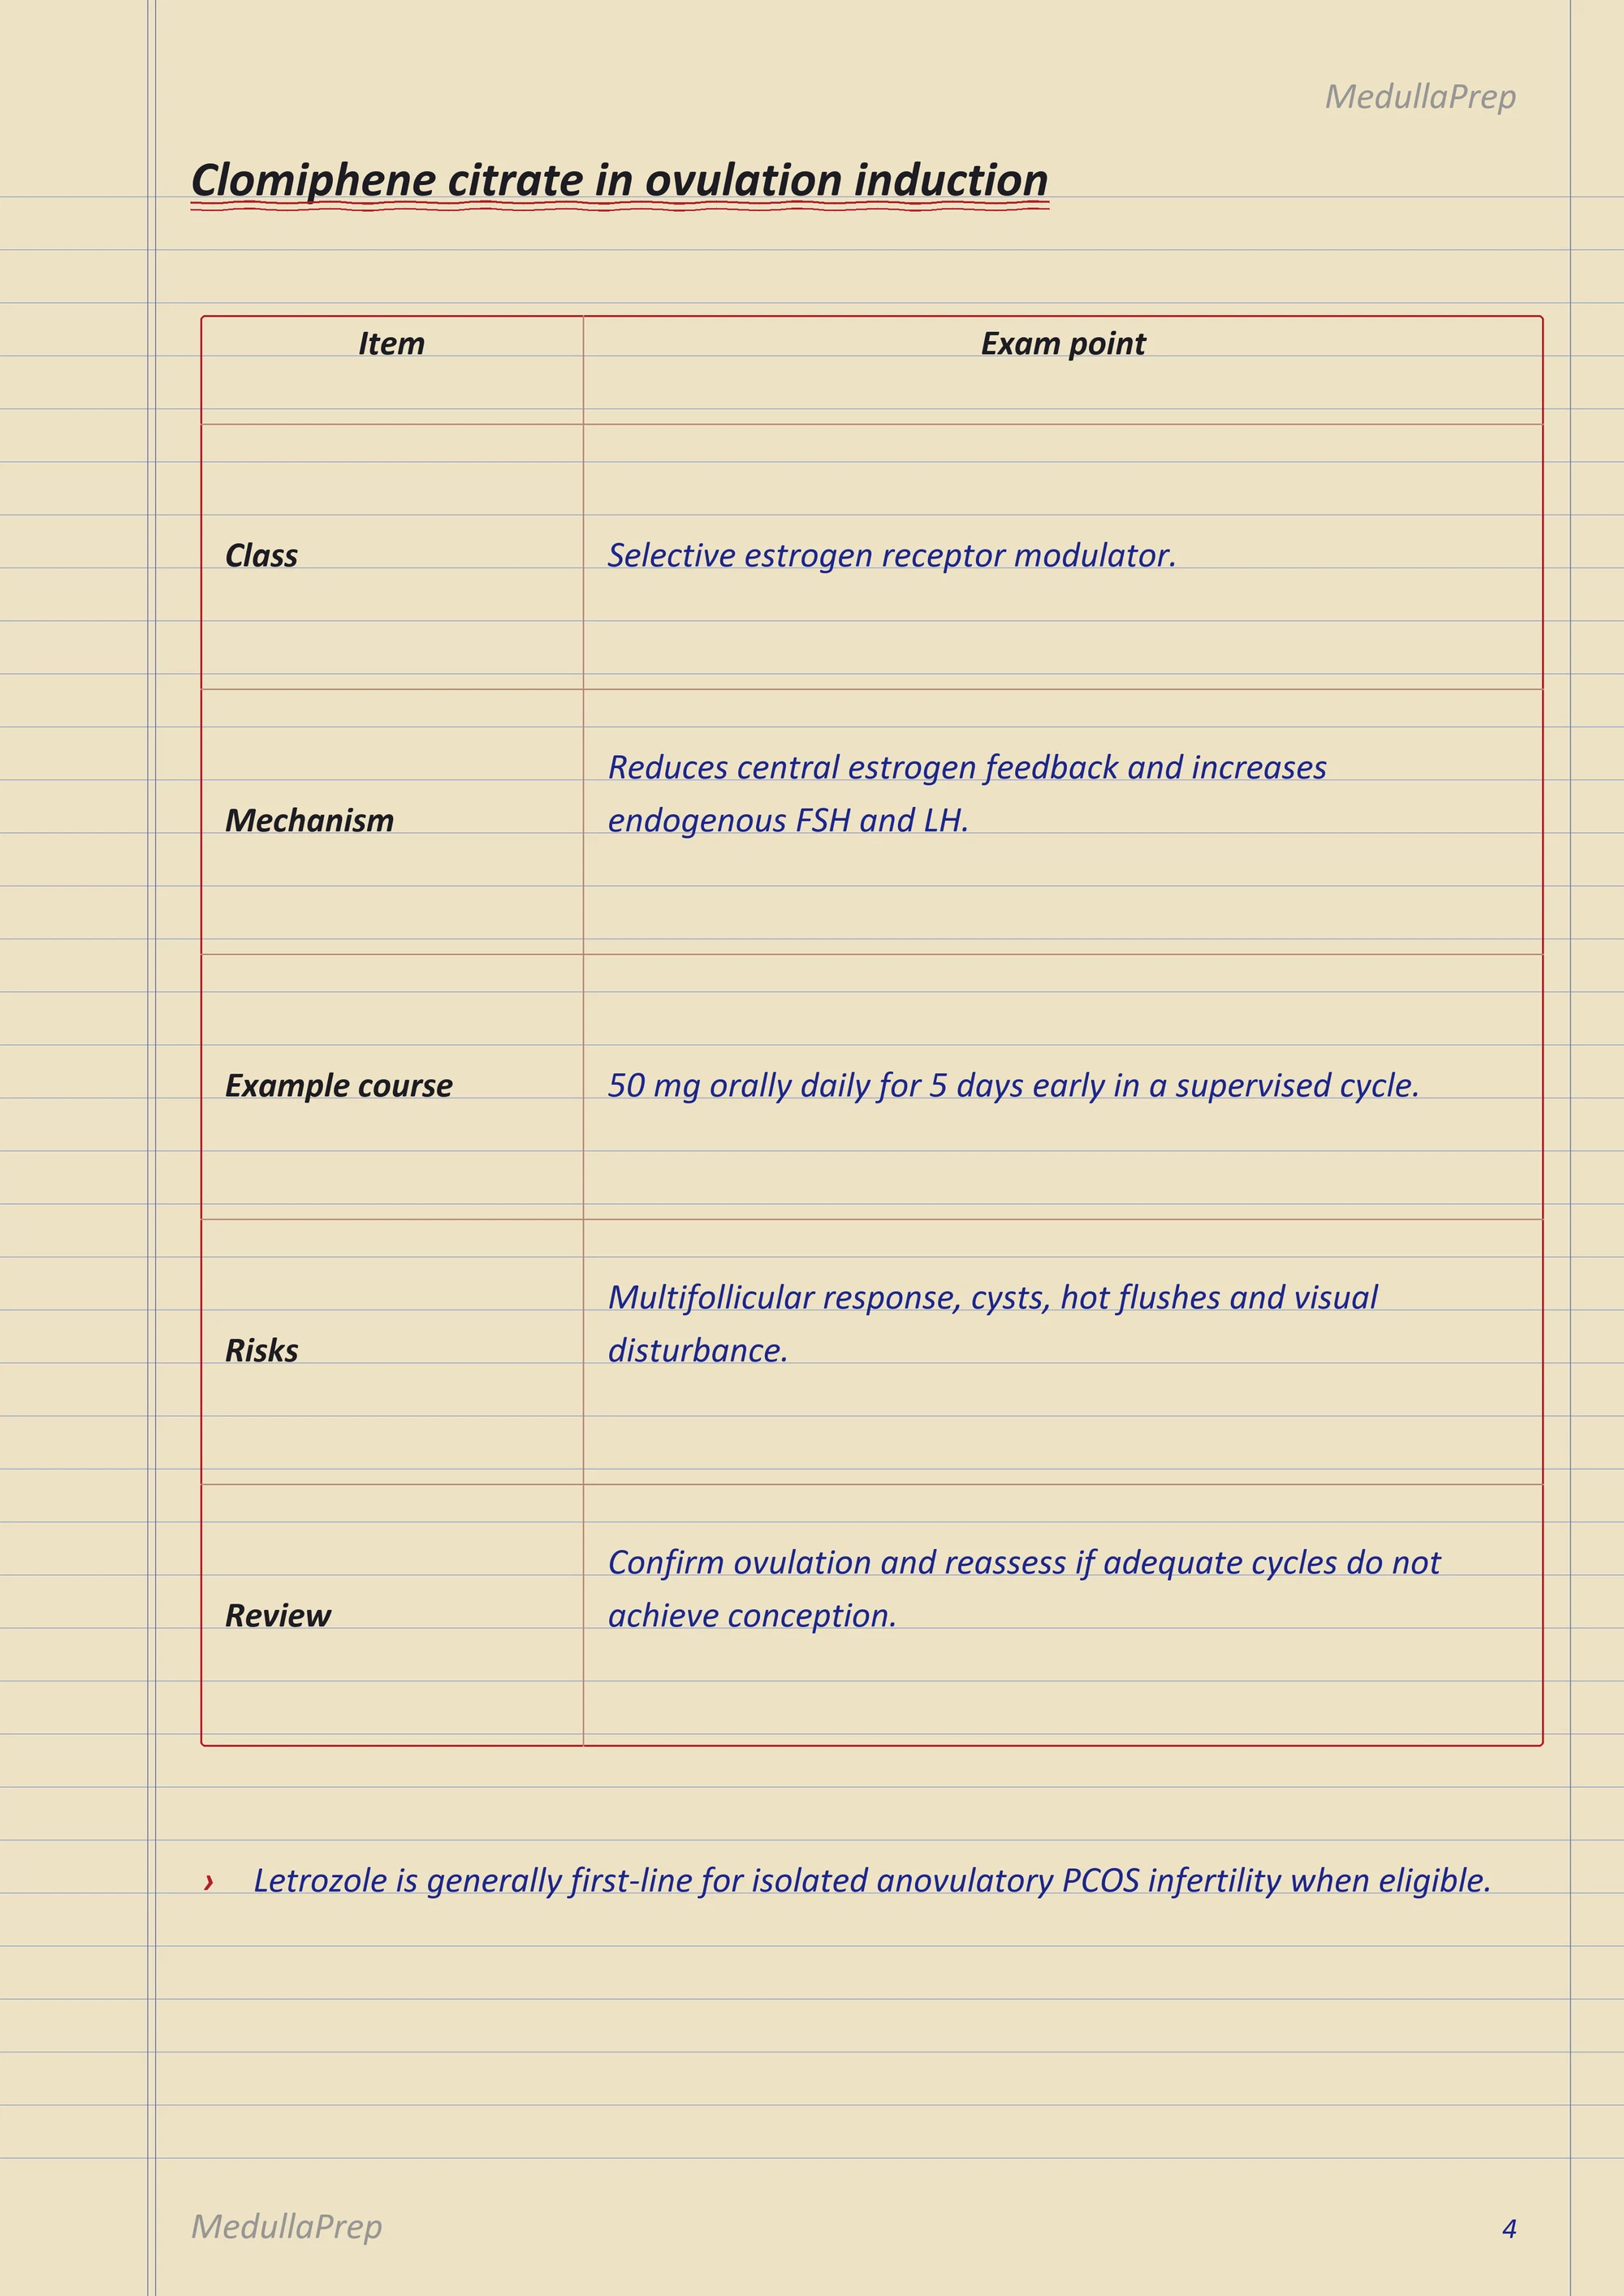 MedullaPrep
Clomiphene citrate in ovulation induction
Item Exam point
Class Selective estrogen receptor modulator.
Reduces central estrogen feedback and increases
Mechanism endogenous FSH and LH.
Example course 50 mg orally daily for 5 days early in a supervised cycle.
Multifollicular response, cysts, hot flushes and visual
Risks disturbance.
Confirm ovulation and reassess if adequate cycles do not
Review achieve conception.
› Letrozole is generally first-line for isolated anovulatory PCOS infertility when eligible.
MedullaPrep 4